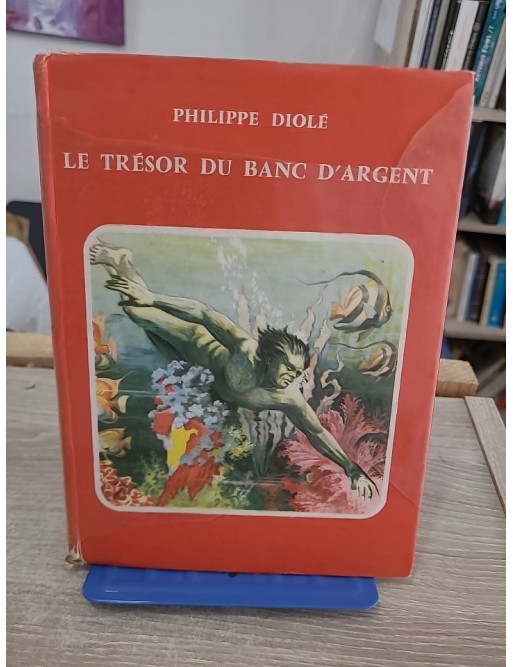 PHILIPPE DIOLÉ
LE TRÉSOR DU BANC D'ARGENT